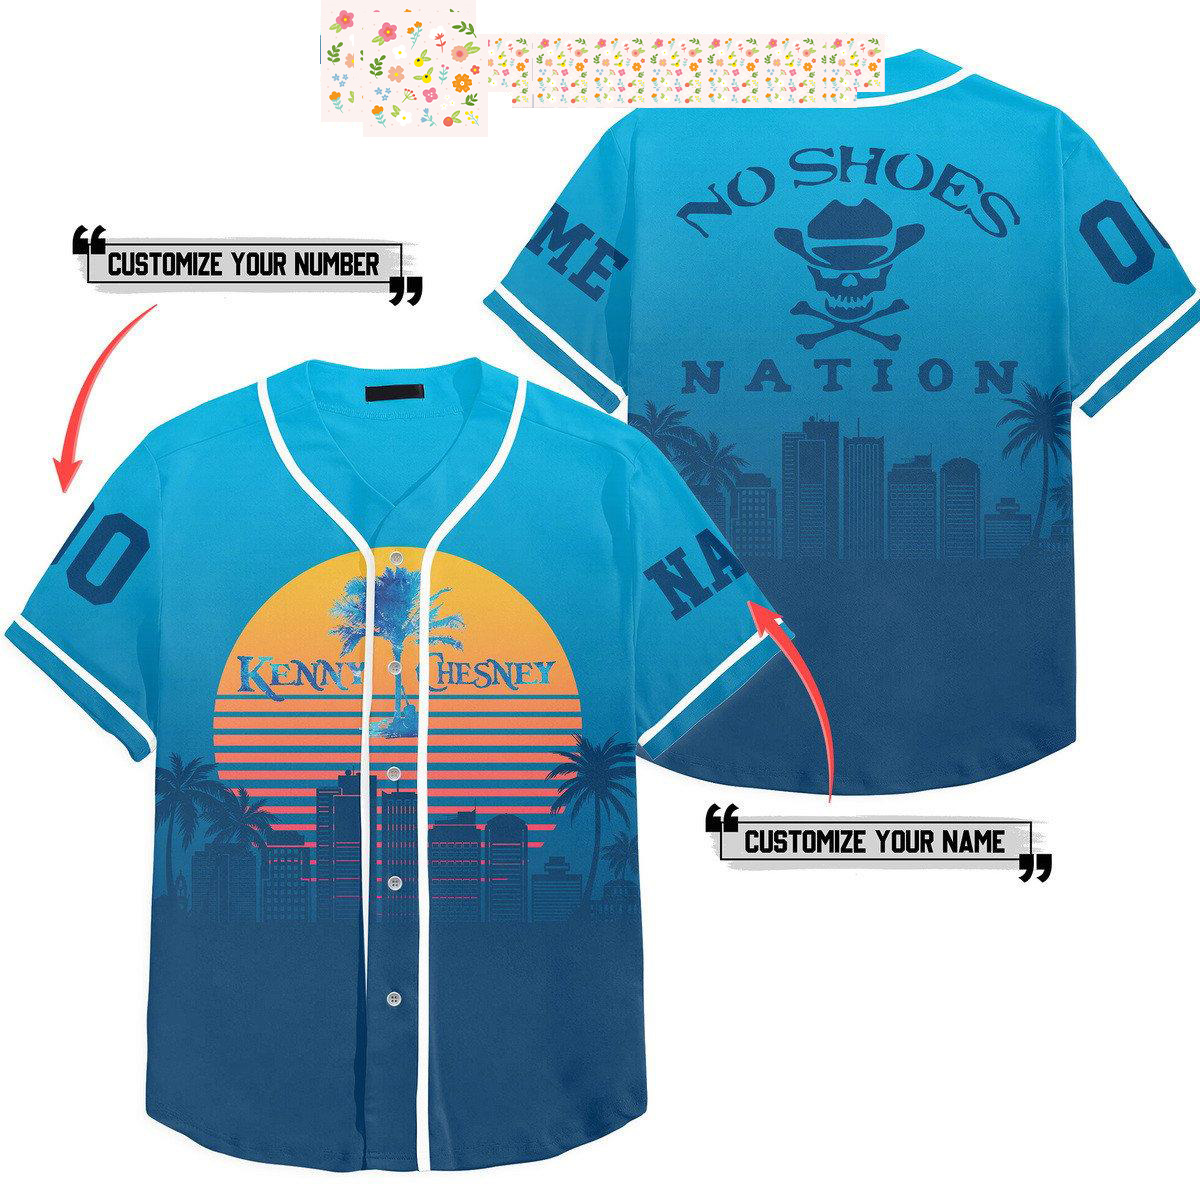 NO SHOES
ME
00
CUSTOMIZE YOUR NUMBER
NATION
00
NA
KENNY CHESNEY
CUSTOMIZE YOUR NAME